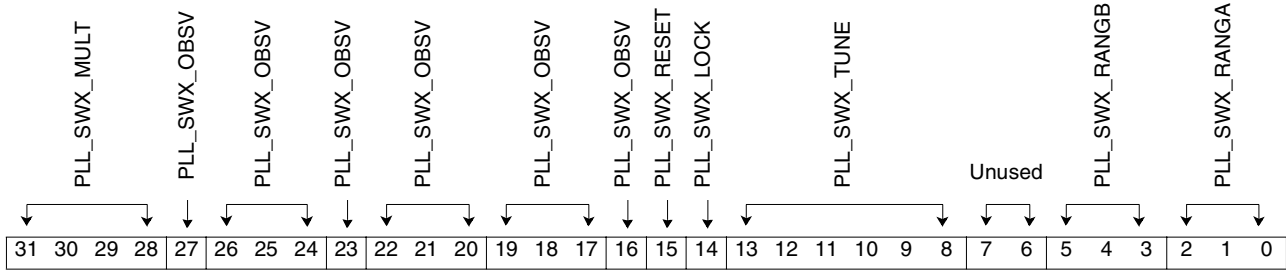 PLL_SWX_MULT
PLL_SWX_OBSV
PLL_SWX_OBSV
PLL_SWX_OBSV
PLL_SWX_OBSV
PLL_SWX_OBSV
PLL_SWX_OBSV
PLL_SWX_RESET
PLL_SWX_LOCK
PLL_SWX_TUNE
Unused
PLL_SWX_RANGB
PLL_SWX_RANGA
31 30 29 28 27 26 25 24 23 22 21 20 19 18 17 16 15 14 13 12 11 10 9 8 7 6 5 4 3 2 1 0